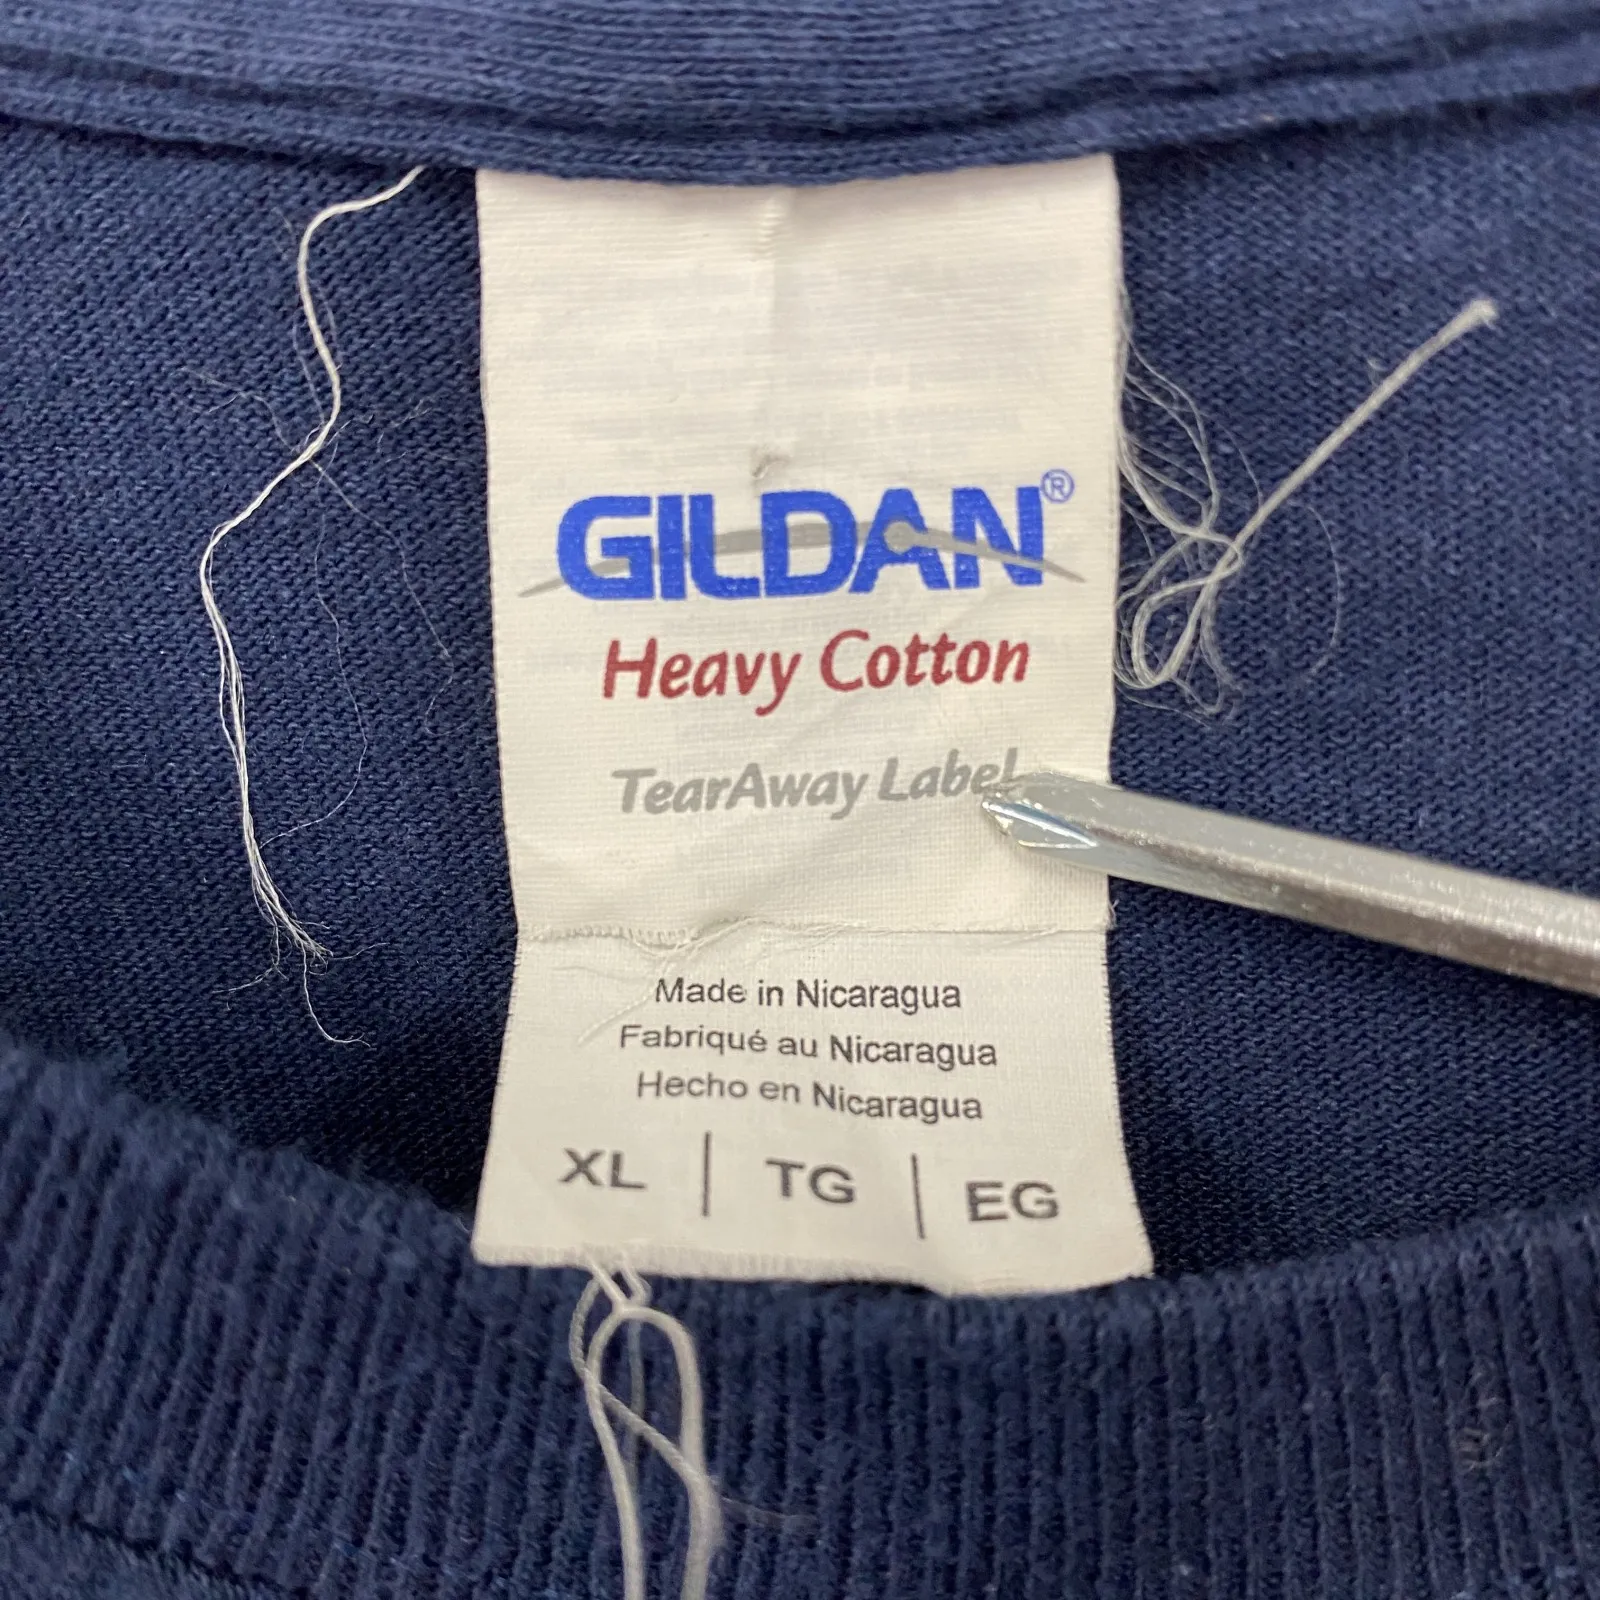 GILDAN®
Heavy Cotton
TearAway Label
Made in Nicaragua
Fabriqué au Nicaragua
Hecho en Nicaragua
XL | TG | EG